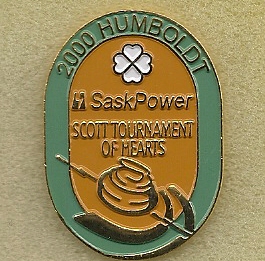 2000 HUMBOLDT
SaskPower
SCOTT TOURNAMENT
OF HEARTS